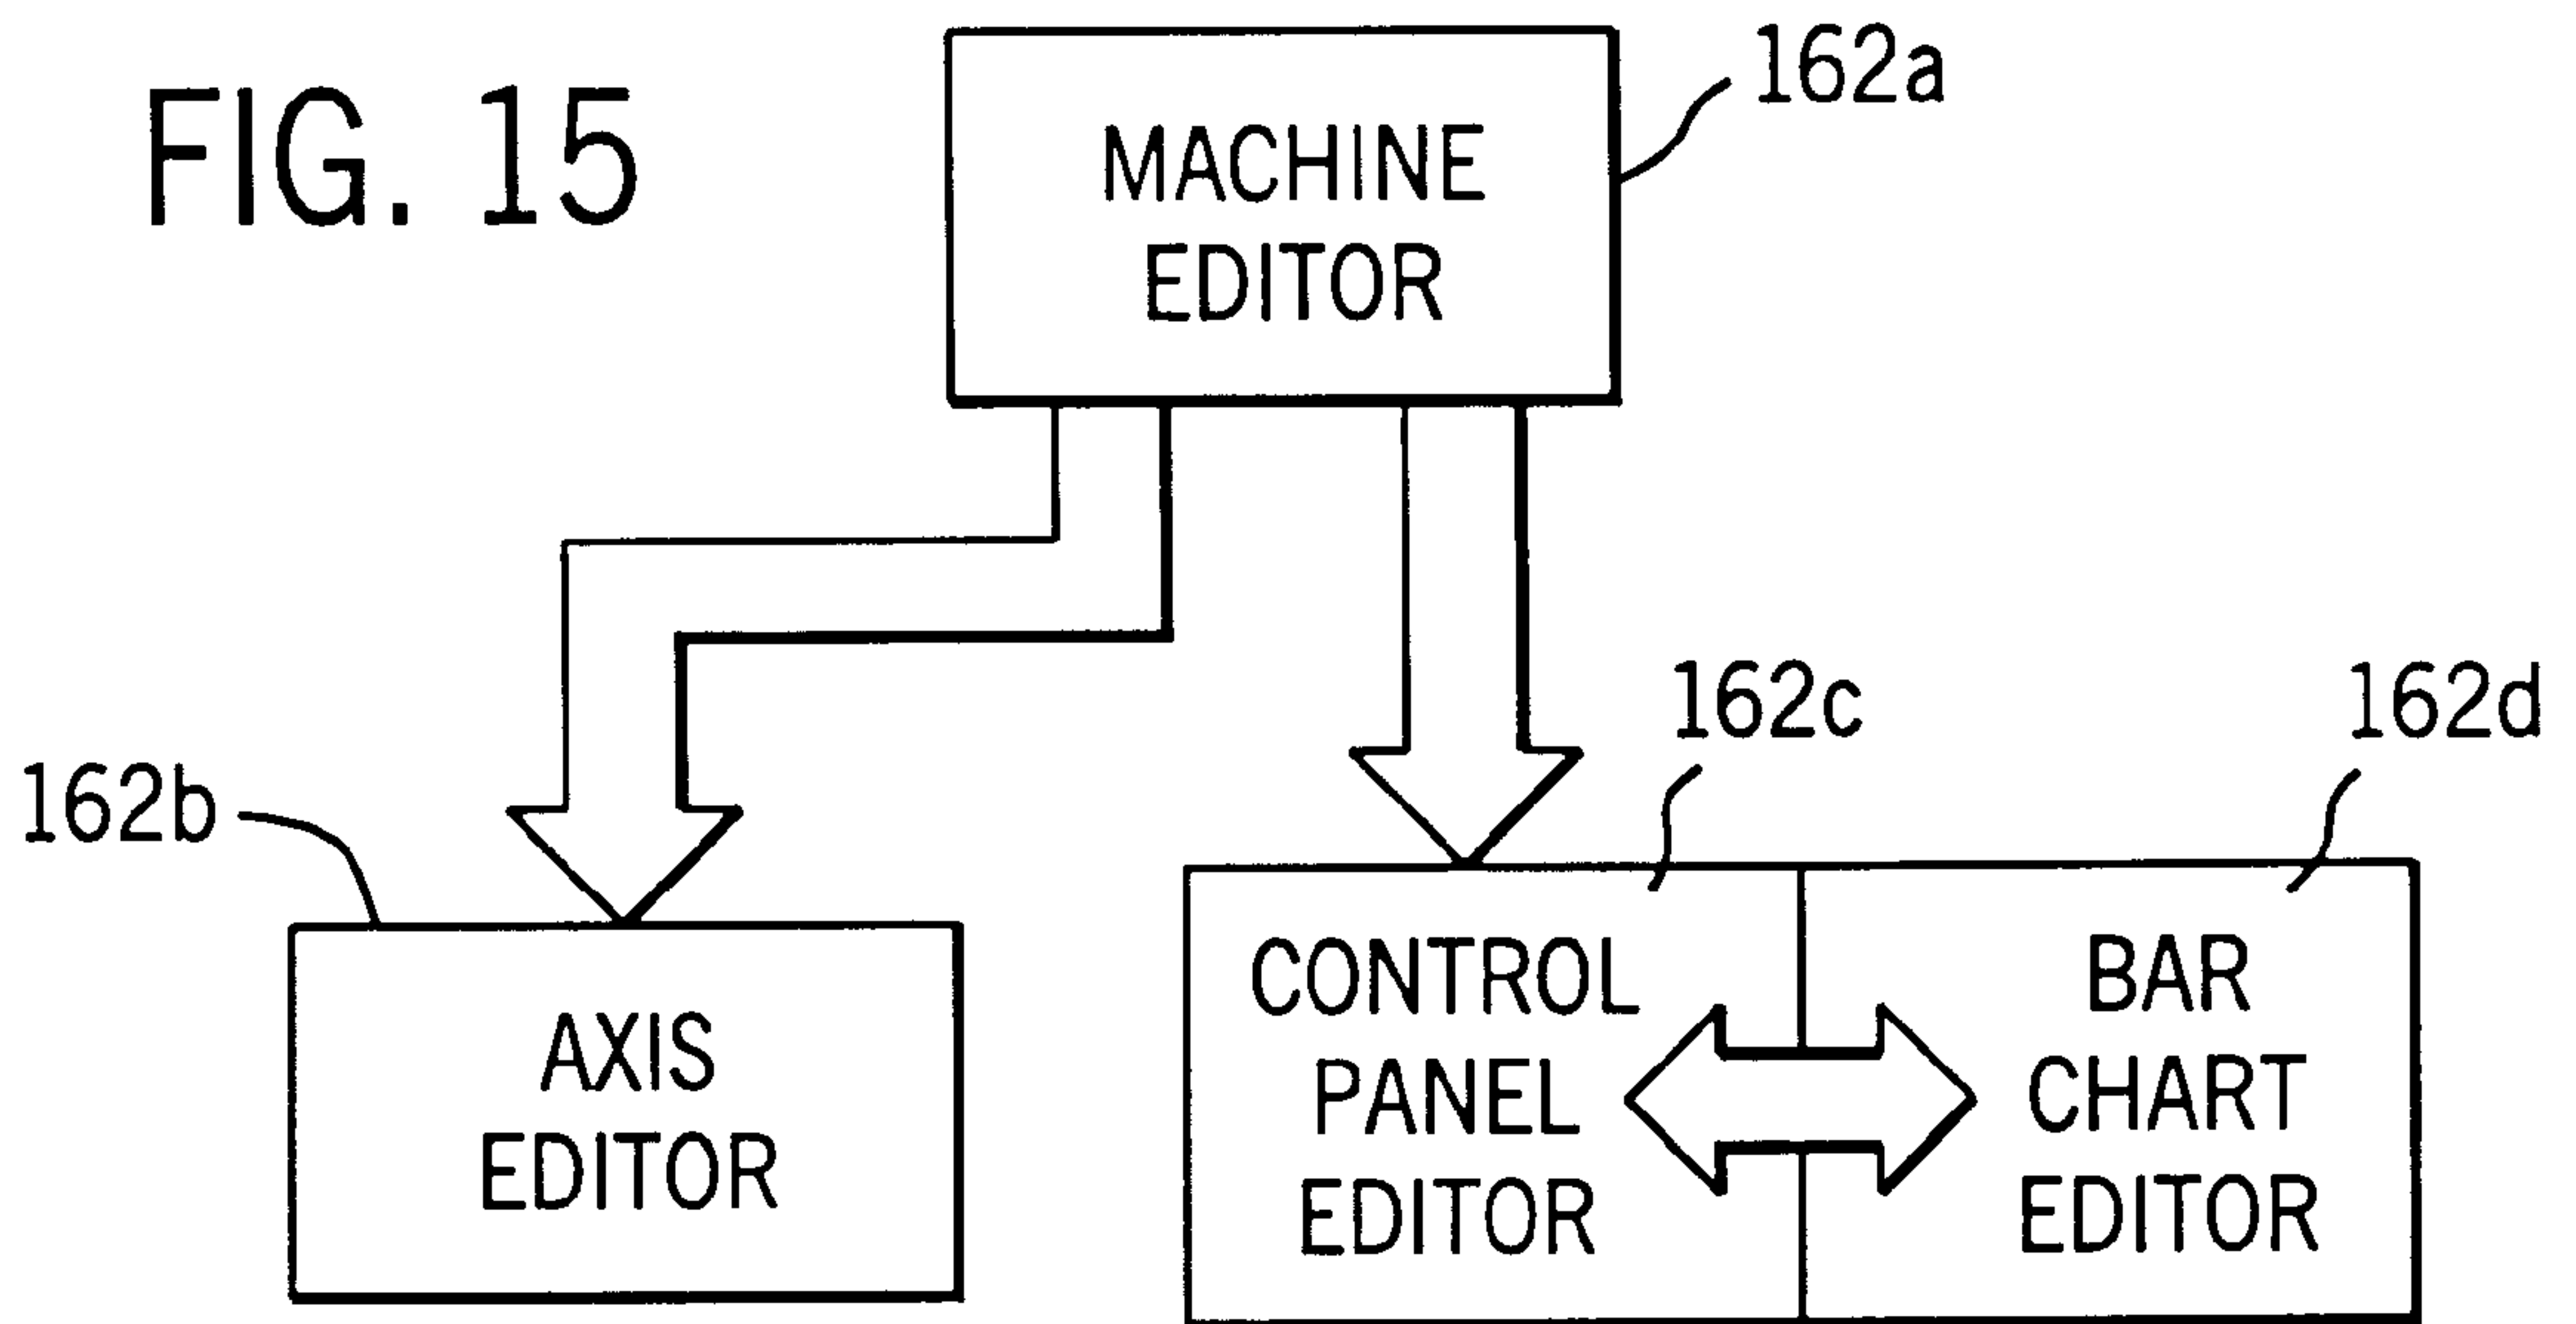 FIG. 15
162a
MACHINE
EDITOR
162b
AXIS
EDITOR
162c
CONTROL
PANEL
EDITOR
162d
BAR
CHART
EDITOR